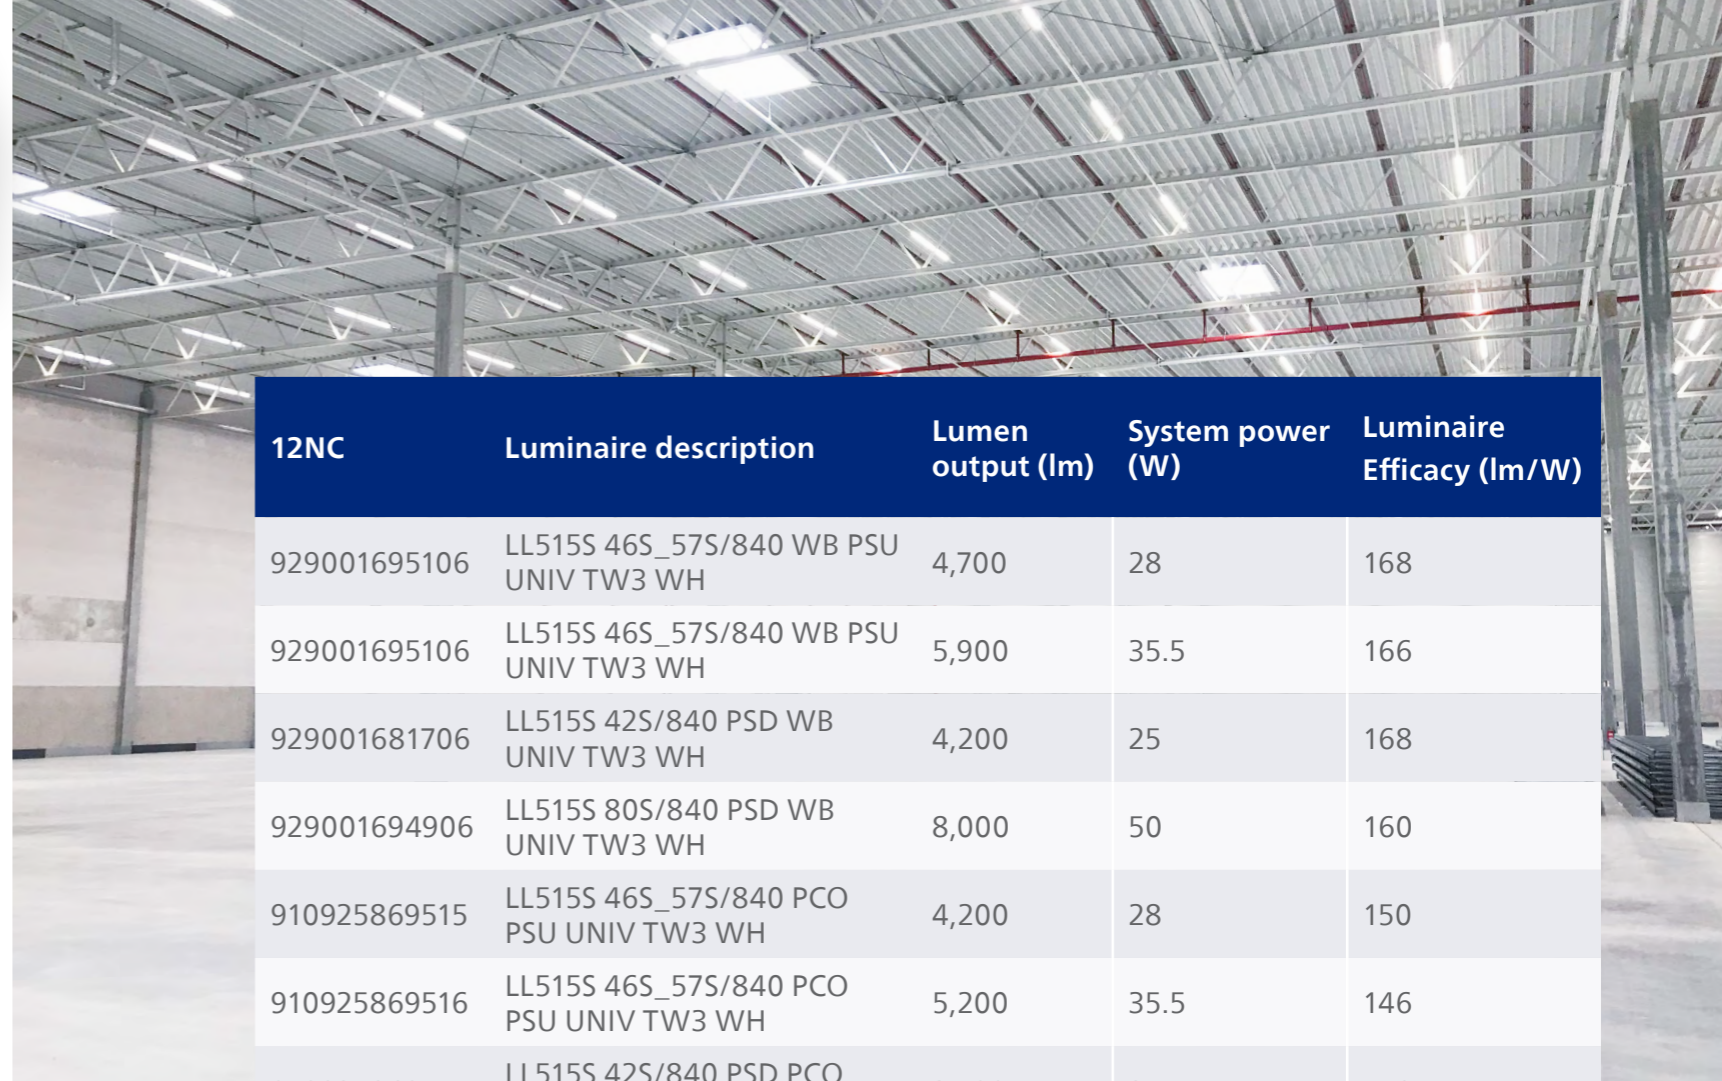 12NC
Luminaire description
Lumen
output (lm)
System power
(W)
Luminaire
Efficacy (lm/W)
929001695106
LL515S 46S_57S/840 WB PSU
UNIV TW3 WH
4,700
28
168
929001695106
LL515S 46S_57S/840 WB PSU
UNIV TW3 WH
5,900
35.5
166
929001681706
LL515S 42S/840 PSD WB
UNIV TW3 WH
4,200
25
168
929001694906
LL515S 80S/840 PSD WB
UNIV TW3 WH
8,000
50
160
910925869515
LL515S 46S_57S/840 PCO
PSU UNIV TW3 WH
4,200
28
150
910925869516
LL515S 46S_57S/840 PCO
PSU UNIV TW3 WH
5,200
35.5
146
LL515S 42S/840 PSD PCO